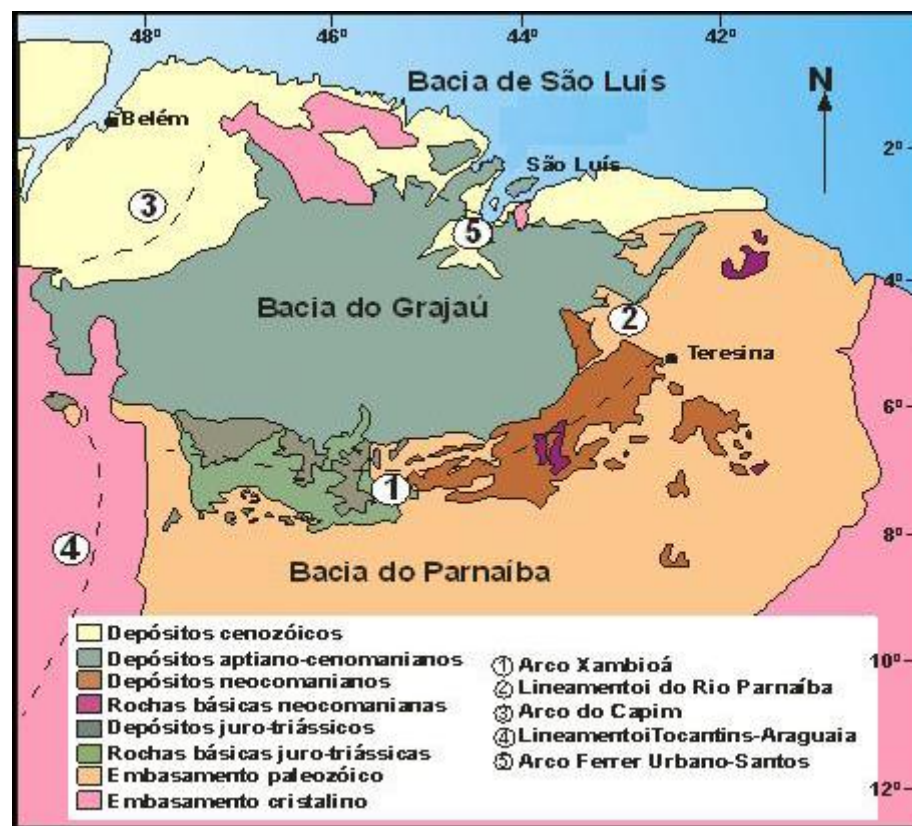 48º 46º 44º 42º
Bacia de São Luís
N
Belém
2º
São Luís
3
5
4º
Bacia do Grajaú
2
Teresina
6º
1
4
8º
Bacia do Parnaíba
Depósitos cenozóicos
Depósitos aptiano-cenomanianos
Depósitos neocomanianos
Rochas básicas neocomanianas
Depósitos juro-triássicos
Rochas básicas juro-triássicas
Embasamento paleozóico
Embasamento cristalino
1 Arco Xambioá
2 Lineamentoi do Rio Parnaíba
3 Arco do Capim
4 LineamentoiTocantins-Araguaia
5 Arco Ferrer Urbano-Santos
10º
12º